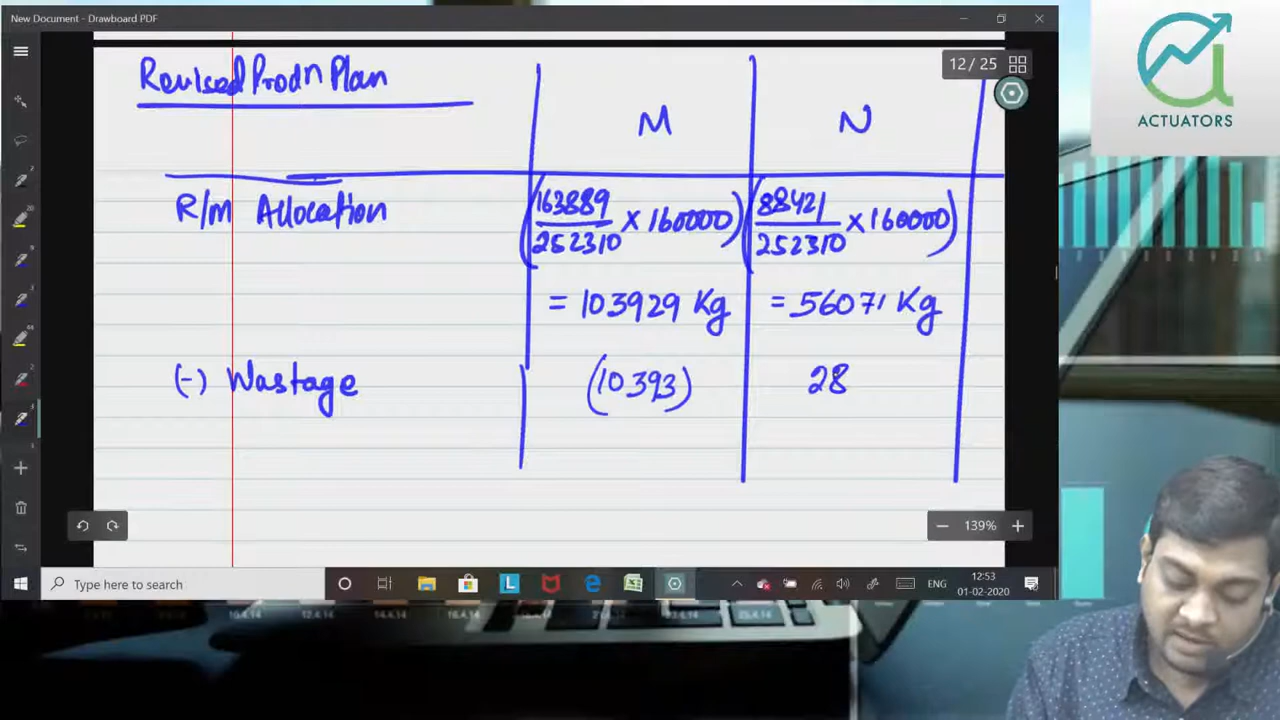 New Document - Drawboard PDF
Revised Prodn Plan
12 / 25
M
N
ACTUATORS
R/m Allocation
(163889/252310 × 160000)
(88421/252310 × 160000)
= 103929 Kg
= 56071 Kg
(-) Wastage
(10393)
28
139%
Type here to search
ENG
12:53
01-02-2020